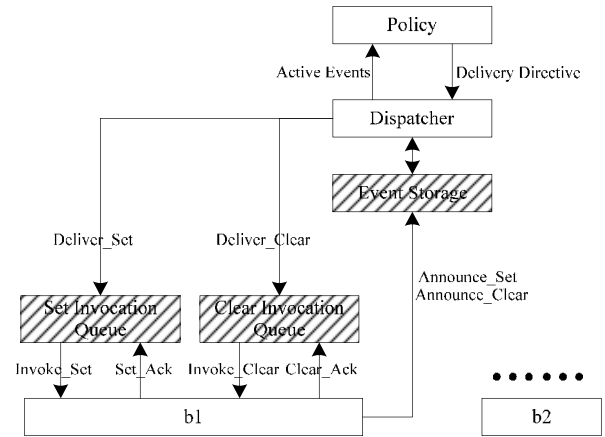 Policy
Active Events
Delivery Directive
Dispatcher
Event Storage
Deliver_Set
Deliver_Clear
Announce_Set
Announce_Clear
Set Invocation
Queue
Clear Invocation
Queue
Invoke_Set
Set_Ack
Invoke_Clear
Clear_Ack
b1
b2